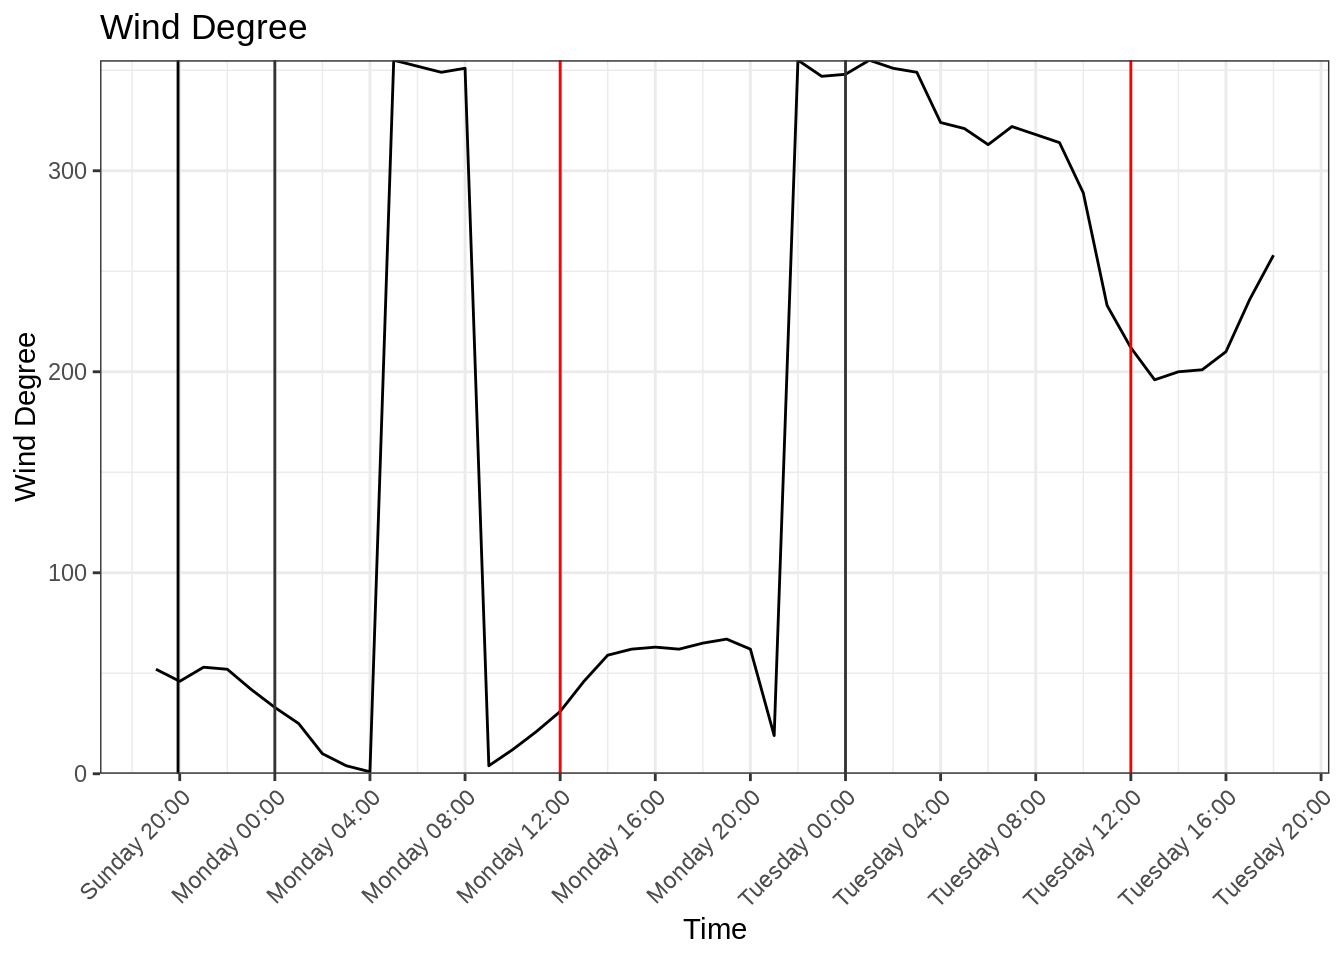 Wind Degree
Wind Degree
300
200
100
0
Sunday 20:00
Monday 00:00
Monday 04:00
Monday 08:00
Monday 12:00
Monday 16:00
Monday 20:00
Tuesday 00:00
Tuesday 04:00
Tuesday 08:00
Tuesday 12:00
Tuesday 16:00
Tuesday 20:00
Time